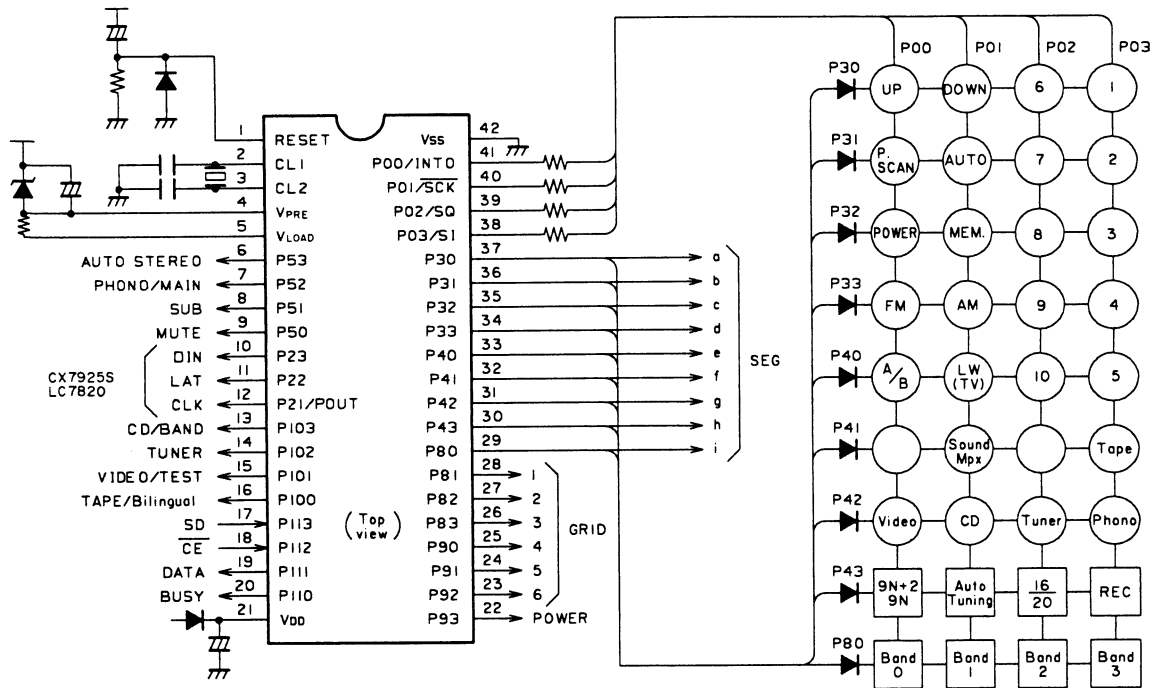 P00 P01 P02 P03
P30 UP DOWN 6 1
P31 P. SCAN AUTO 7 2
P32 POWER MEM. 8 3
P33 FM AM 9 4
P40 A/B LW (TV) 10 5
P41 Sound Mpx Tape
P42 Video CD Tuner Phono
P43 9N+2 9N Auto Tuning 16 20 REC
P80 Band 0 Band 1 Band 2 Band 3
1 RESET
2 CL1
3 CL2
4 VPRE
5 VLOAD
AUTO STEREO 6 P53
PHONO/MAIN 7 P52
SUB 8 P51
MUTE 9 P50
DIN 10 P23
LAT 11 P22
CLK 12 P21/POUT
CX7925S
LC7820
CD/BAND 13 P103
TUNER 14 P102
VIDEO/TEST 15 P101
TAPE/Bilingual 16 P100
SD 17 P113
CE 18 P112
DATA 19 P111
BUSY 20 P110
21 VDD
(Top view)
Vss 42
P00/INTO 41
P01/SCK 40
P02/SQ 39
P03/SI 38
P30 37 a
P31 36 b
P32 35 c
P33 34 d
P40 33 e
P41 32 f
P42 31 g
P43 30 h
P80 29 i
SEG
P81 28 1
P82 27 2
P83 26 3
P90 25 4
P91 24 5
P92 23 6
GRID
P93 22 POWER